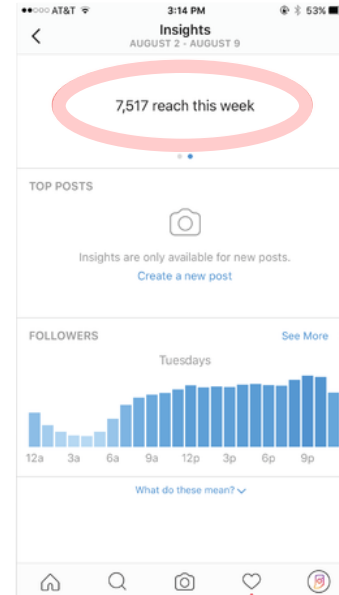 AT&T 3:14 PM 53%
Insights
AUGUST 2 - AUGUST 9
7,517 reach this week
TOP POSTS
Insights are only available for new posts.
Create a new post
FOLLOWERS See More
Tuesdays
12a 3a 6a 9a 12p 3p 6p 9p
What do these mean?